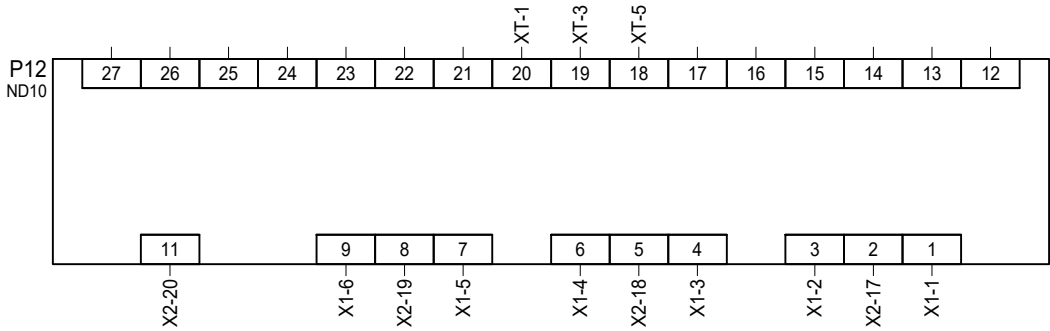 XT-1 XT-3 XT-5
P12 27 26 25 24 23 22 21 20 19 18 17 16 15 14 13 12
ND10
11 9 8 7 6 5 4 3 2 1
X2-20 X1-6 X2-19 X1-5 X1-4 X2-18 X1-3 X1-2 X2-17 X1-1